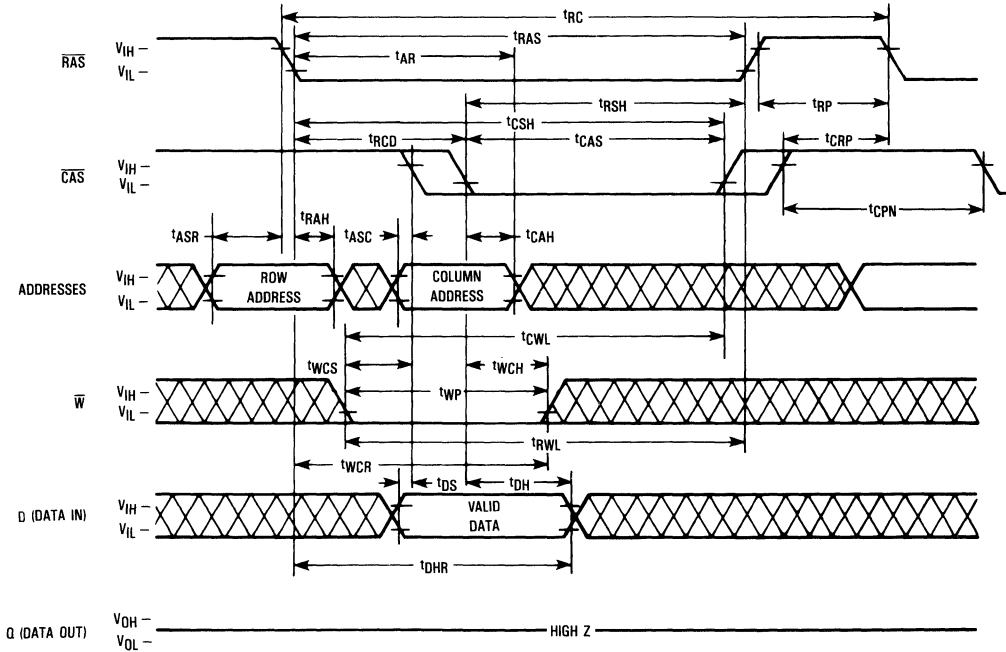 tRC
tRAS
tAR
RAS
VIH
VIL
tRSH
tRP
tCSH
tRCD
tCAS
tCRP
CAS
VIH
VIL
tCPN
tRAH
tASR
tASC
tCAH
ADDRESSES
VIH
VIL
ROW
ADDRESS
COLUMN
ADDRESS
tCWL
tWCS
tWCH
W
VIH
VIL
tWP
tRWL
tWCR
tDS
tDH
D (DATA IN)
VIH
VIL
VALID
DATA
tDHR
Q (DATA OUT)
VOH
VOL
HIGH Z